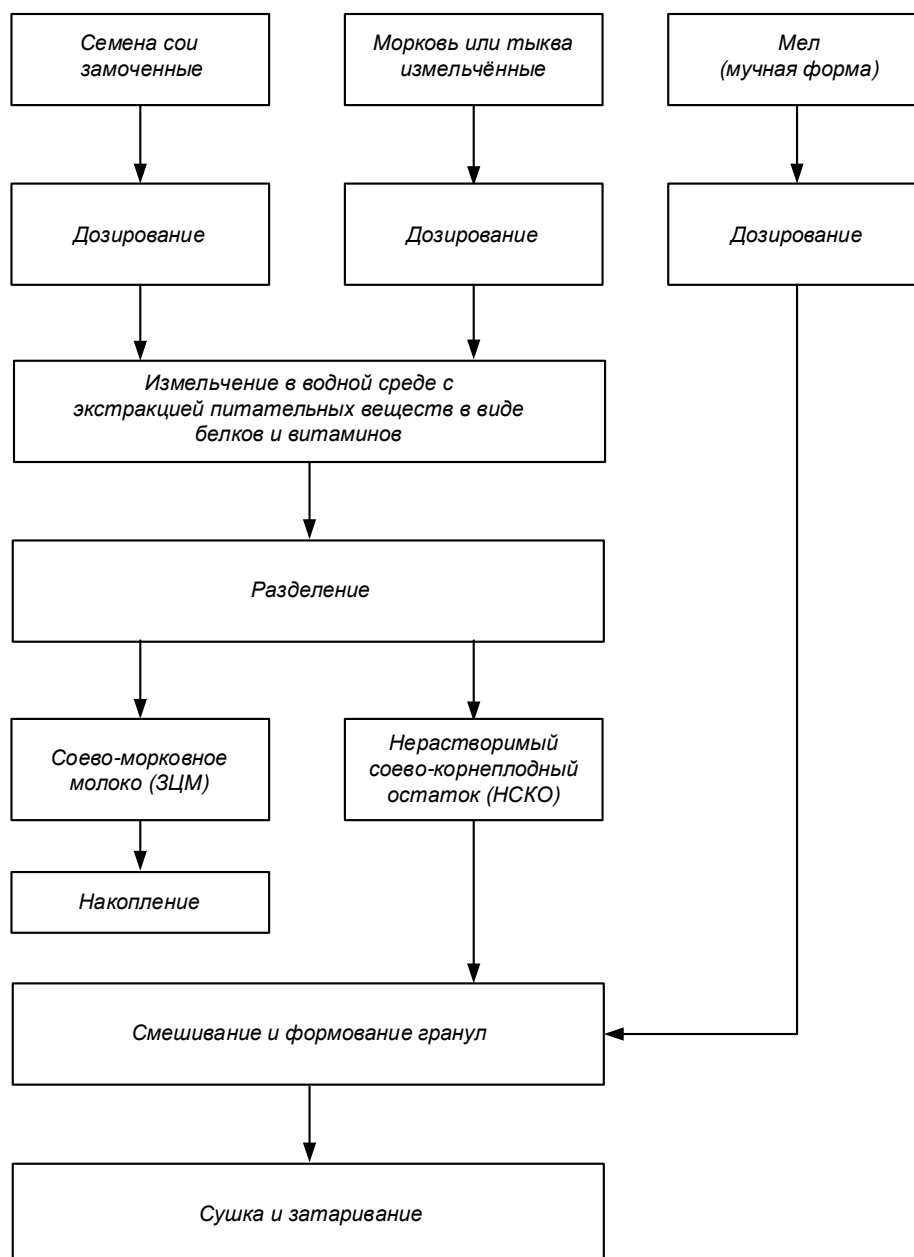 Семена сои
замоченные
Морковь или тыква
измельчённые
Мел
(мучная форма)
Дозирование
Дозирование
Дозирование
Измельчение в водной среде с
экстракцией питательных веществ в виде
белков и витаминов
Разделение
Соево-морковное
молоко (ЗЦМ)
Нерастворимый
соево-корнеплодный
остаток (НСКО)
Накопление
Смешивание и формование гранул
Сушка и затаривание